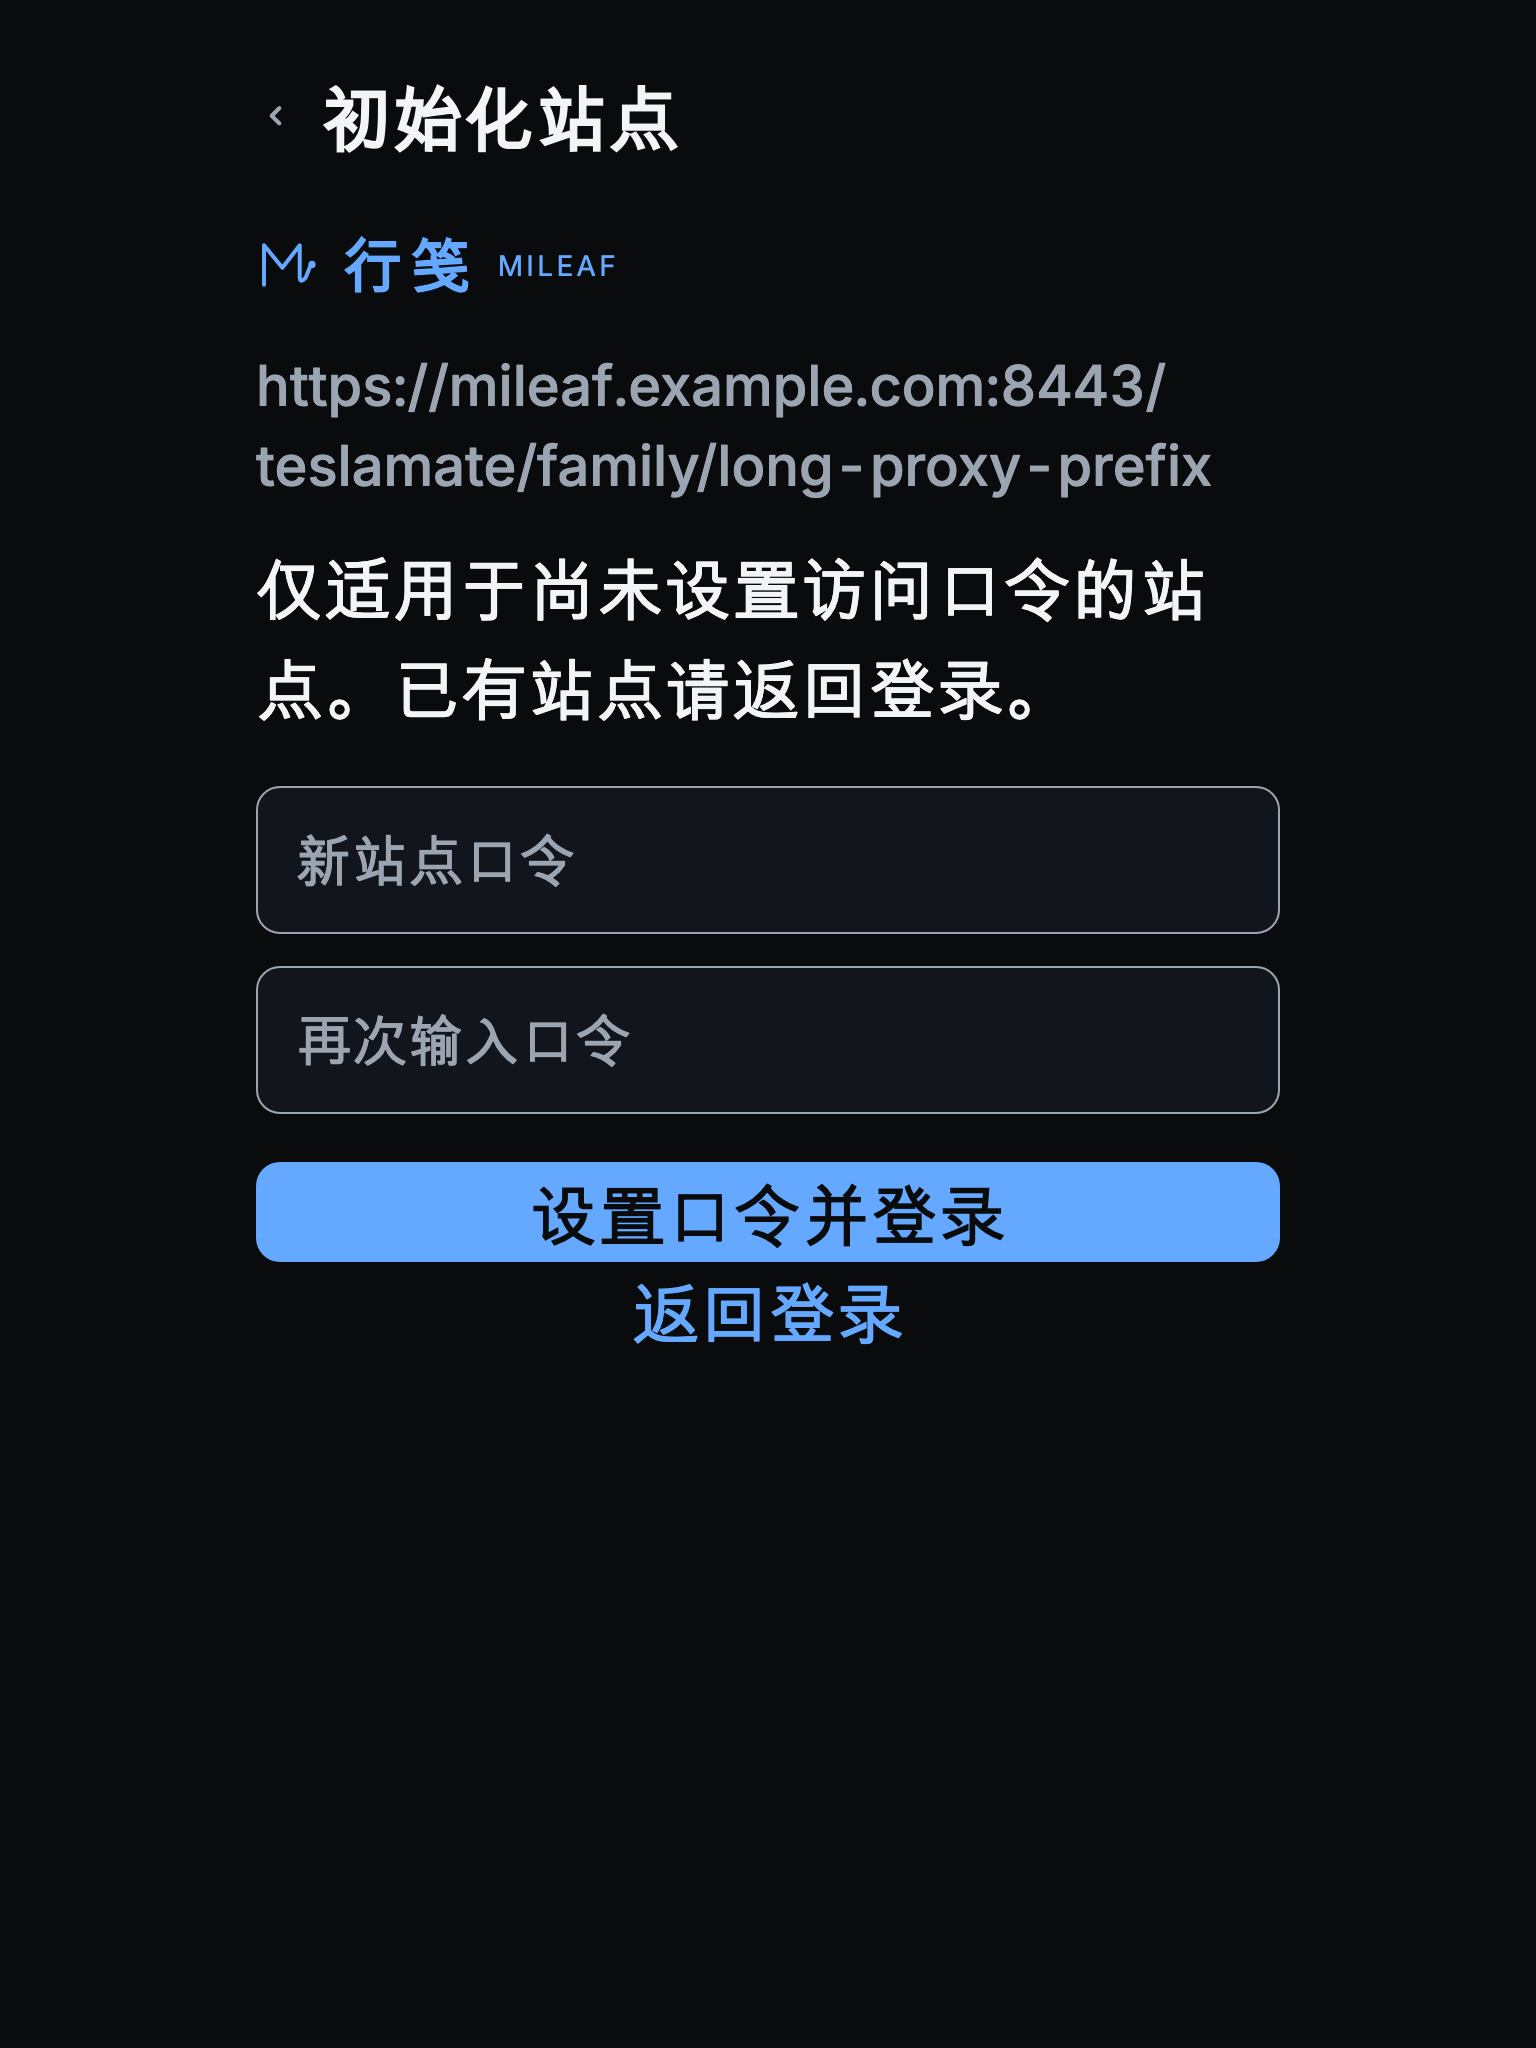 初始化站点
行笺 MILEAF
https://mileaf.example.com:8443/
teslamate/family/long-proxy-prefix
仅适用于尚未设置访问口令的站
点。已有站点请返回登录。
新站点口令
再次输入口令
设置口令并登录
返回登录